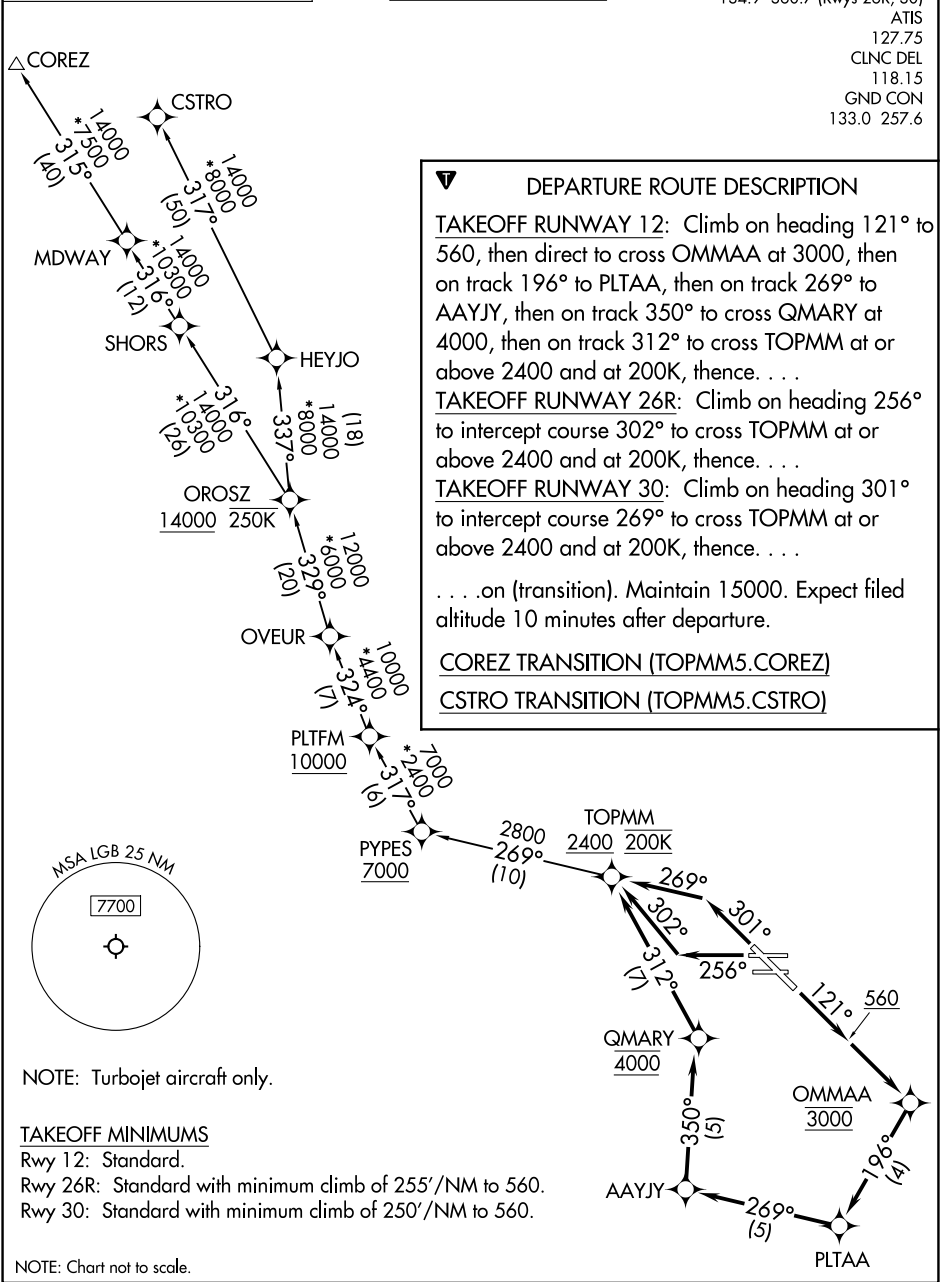 134.9 360.7 (Rwys 26R, 30)
ATIS
127.75
CLNC DEL
118.15
GND CON
133.0 257.6
COREZ
CSTRO
14000
*7500
315°
(40)
14000
*8000
317°
(50)
MDWAY
14000
*10300
316°
(12)
SHORS
HEYJO
14000
*10300
316°
(26)
(18)
14000
*8000
337°
OROSZ
14000 250K
12000
*6000
329°
(20)
OVEUR
10000
*4400
324°
(7)
PLTFM
10000
7000
*2400
317°
(6)
PYPES
7000
2800
269°
(10)
TOPMM
2400 200K
T
DEPARTURE ROUTE DESCRIPTION
TAKEOFF RUNWAY 12: Climb on heading 121° to
560, then direct to cross OMMAA at 3000, then
on track 196° to PLTAA, then on track 269° to
AAYJY, then on track 350° to cross QMARY at
4000, then on track 312° to cross TOPMM at or
above 2400 and at 200K, thence. . . .
TAKEOFF RUNWAY 26R: Climb on heading 256°
to intercept course 302° to cross TOPMM at or
above 2400 and at 200K, thence. . . .
TAKEOFF RUNWAY 30: Climb on heading 301°
to intercept course 269° to cross TOPMM at or
above 2400 and at 200K, thence. . . .
. . . .on (transition). Maintain 15000. Expect filed
altitude 10 minutes after departure.
COREZ TRANSITION (TOPMM5.COREZ)
CSTRO TRANSITION (TOPMM5.CSTRO)
269°
301°
302°
256°
312°
(7)
121°
560
QMARY
4000
OMMAA
3000
350°
(5)
196°
(4)
AAYJY
269°
(5)
PLTAA
MSA LGB 25 NM
7700
NOTE: Turbojet aircraft only.
TAKEOFF MINIMUMS
Rwy 12: Standard.
Rwy 26R: Standard with minimum climb of 255'/NM to 560.
Rwy 30: Standard with minimum climb of 250'/NM to 560.
NOTE: Chart not to scale.